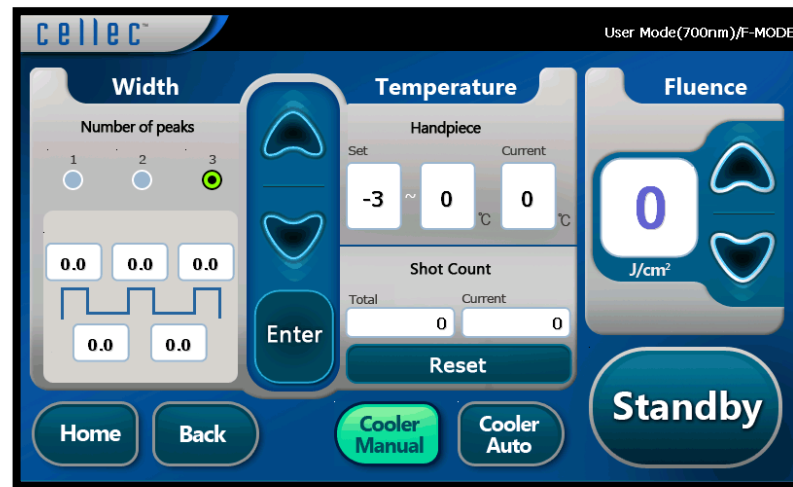 cellec™
User Mode(700nm)/F-MODE
Width
Number of peaks
1 2 3
0.0 0.0 0.0
0.0 0.0
Enter
Temperature
Handpiece
Set Current
-3 ~ 0 ℃ 0 ℃
Shot Count
Total Current
0 0
Reset
Fluence
0
J/cm²
Home
Back
Cooler
Manual
Cooler
Auto
Standby